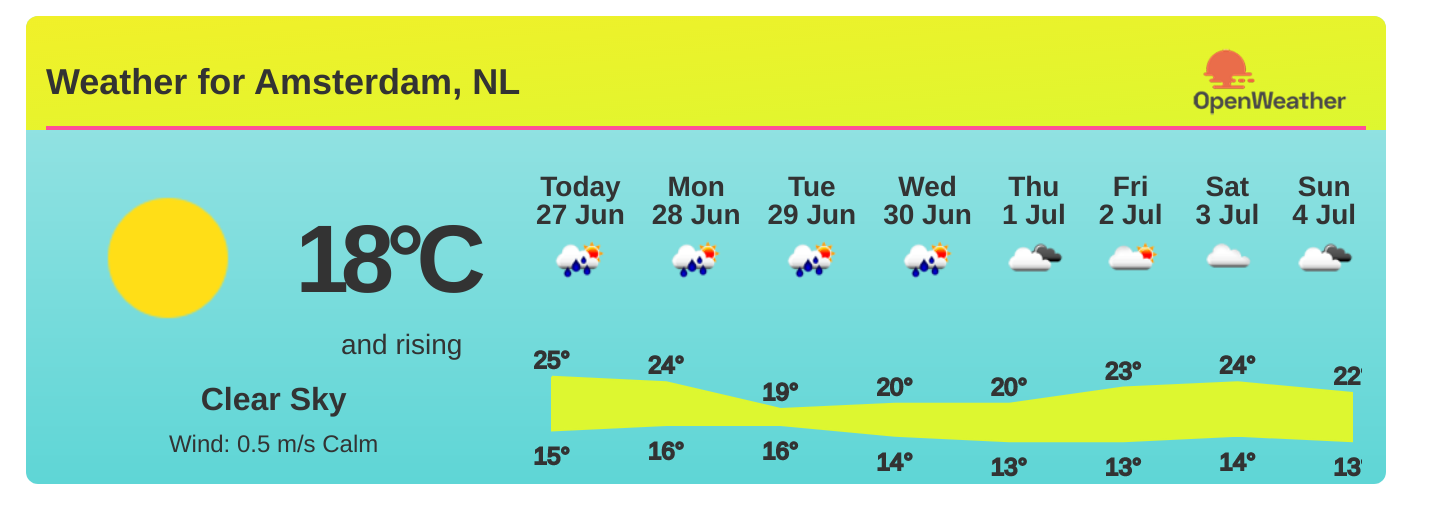 Weather for Amsterdam, NL
OpenWeather
18°C
and rising
Clear Sky
Wind: 0.5 m/s Calm
Today Mon Tue Wed Thu Fri Sat Sun
27 Jun 28 Jun 29 Jun 30 Jun 1 Jul 2 Jul 3 Jul 4 Jul
25° 24° 19° 20° 20° 23° 24° 22°
15° 16° 16° 14° 13° 13° 14° 13